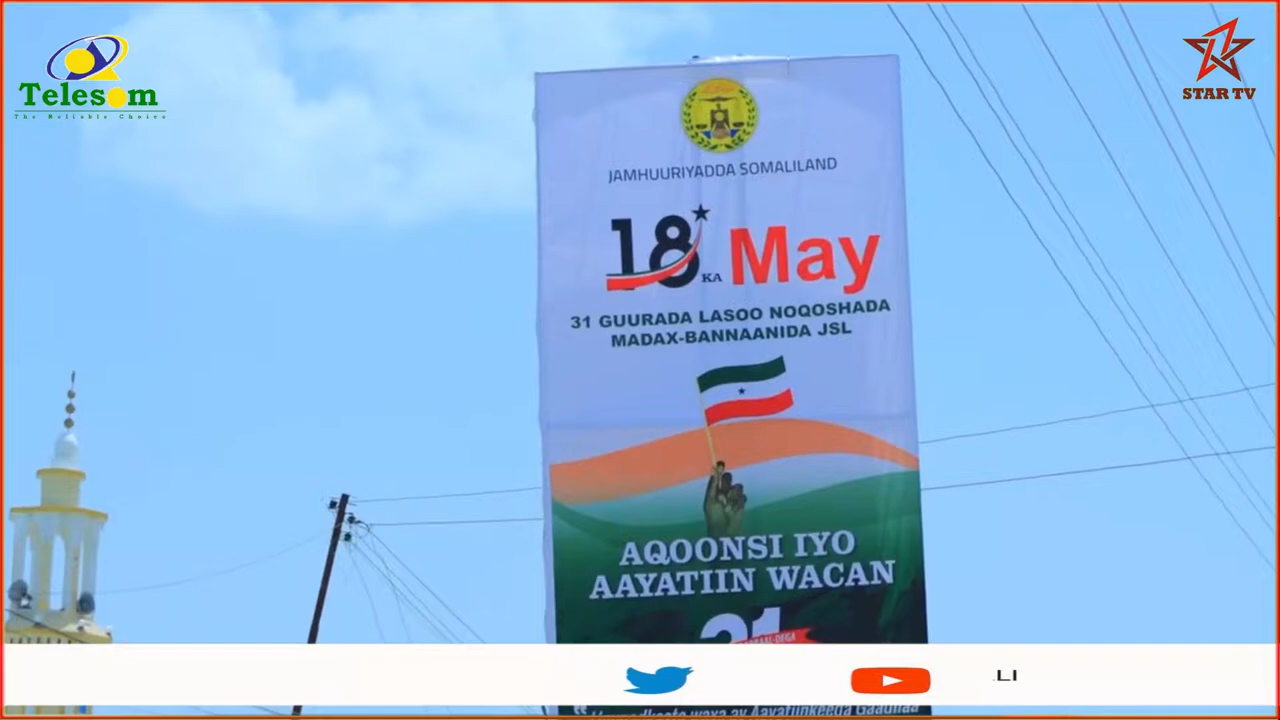 Telesom
The Reliable Choice
STAR TV
JAMHUURIYADDA SOMALILAND
18 KA May
31 GUURADA LASOO NOQOSHADA
MADAX-BANNAANIDA JSL
AQOONSI IYO
AAYATIIN WACAN
31
LI